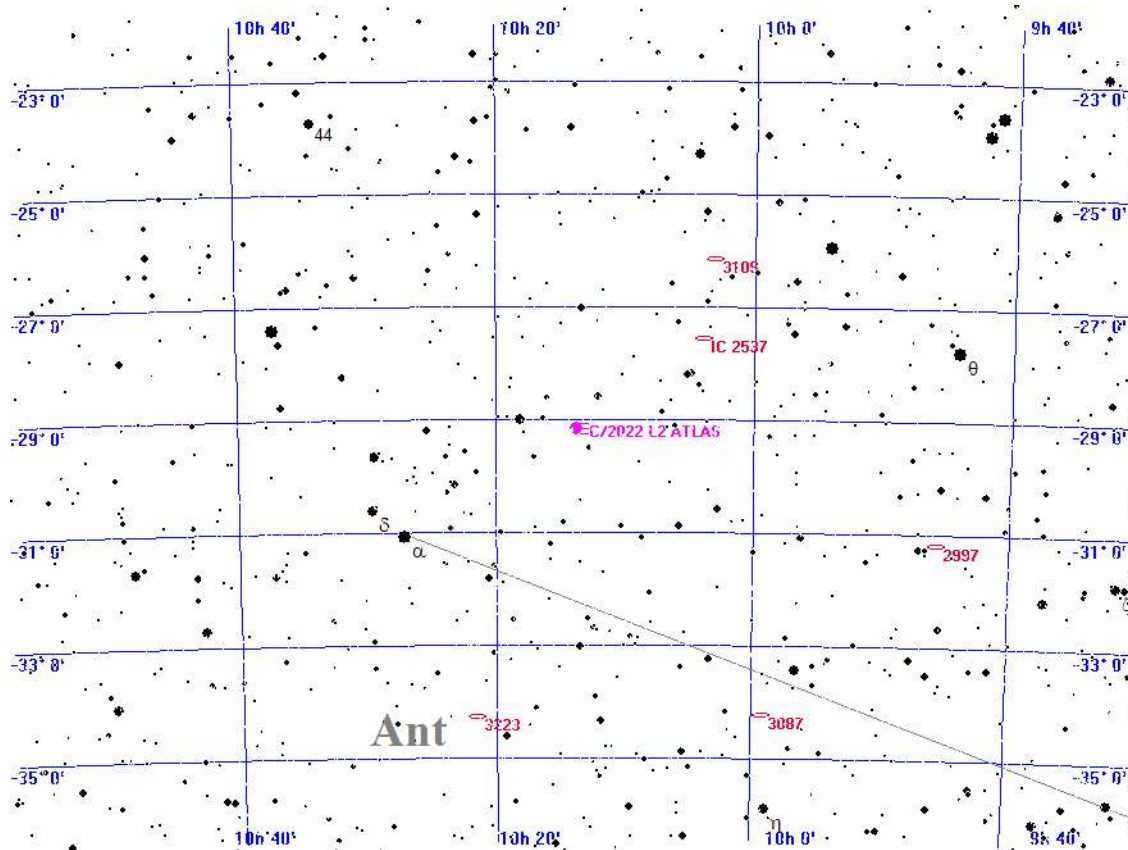 10h 40' 10h 20' 10h 0' 9h 40'
-23° 0' -23° 0'
44
-25° 0' -25° 0'
3109
-27° 0' -27° 0'
IC 2537
θ
C/2022 L2 ATLAS
-29° 0' -29° 0'
δ
α
-31° 0' -31° 0'
2997
-33° 0'
Ant
3223 3087
-35° 0' -35° 0'
η
10h 40' 10h 20' 10h 0' 9h 40'